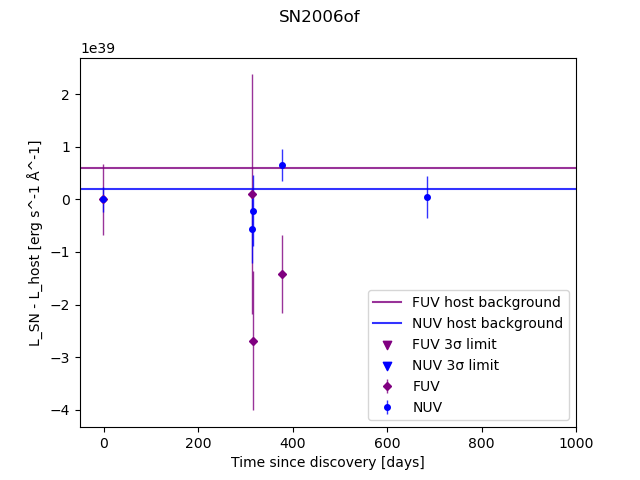 SN2006of
1e39
L_SN - L_host [erg s^-1 Å^-1]
2
1
0
−1
−2
−3
−4
FUV host background
NUV host background
FUV 3σ limit
NUV 3σ limit
FUV
NUV
0 200 400 600 800 1000
Time since discovery [days]